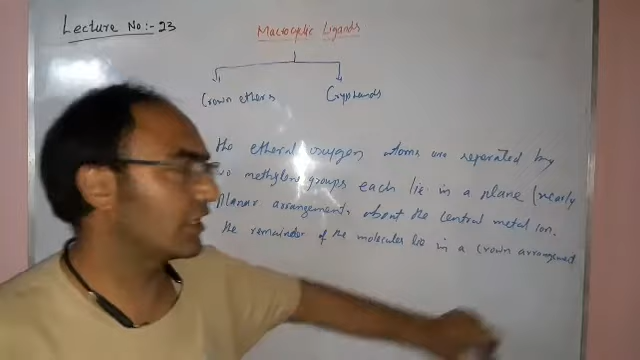 Lecture No:- 23
Macrocyclic Ligands
Crown ethers
Cryptands
the etheral oxygen atoms are separated by
two methylene groups each lie in a plane (nearly
planar arrangement, about the central metal ion.
the remainder of the molecules lie in a crown arrangement